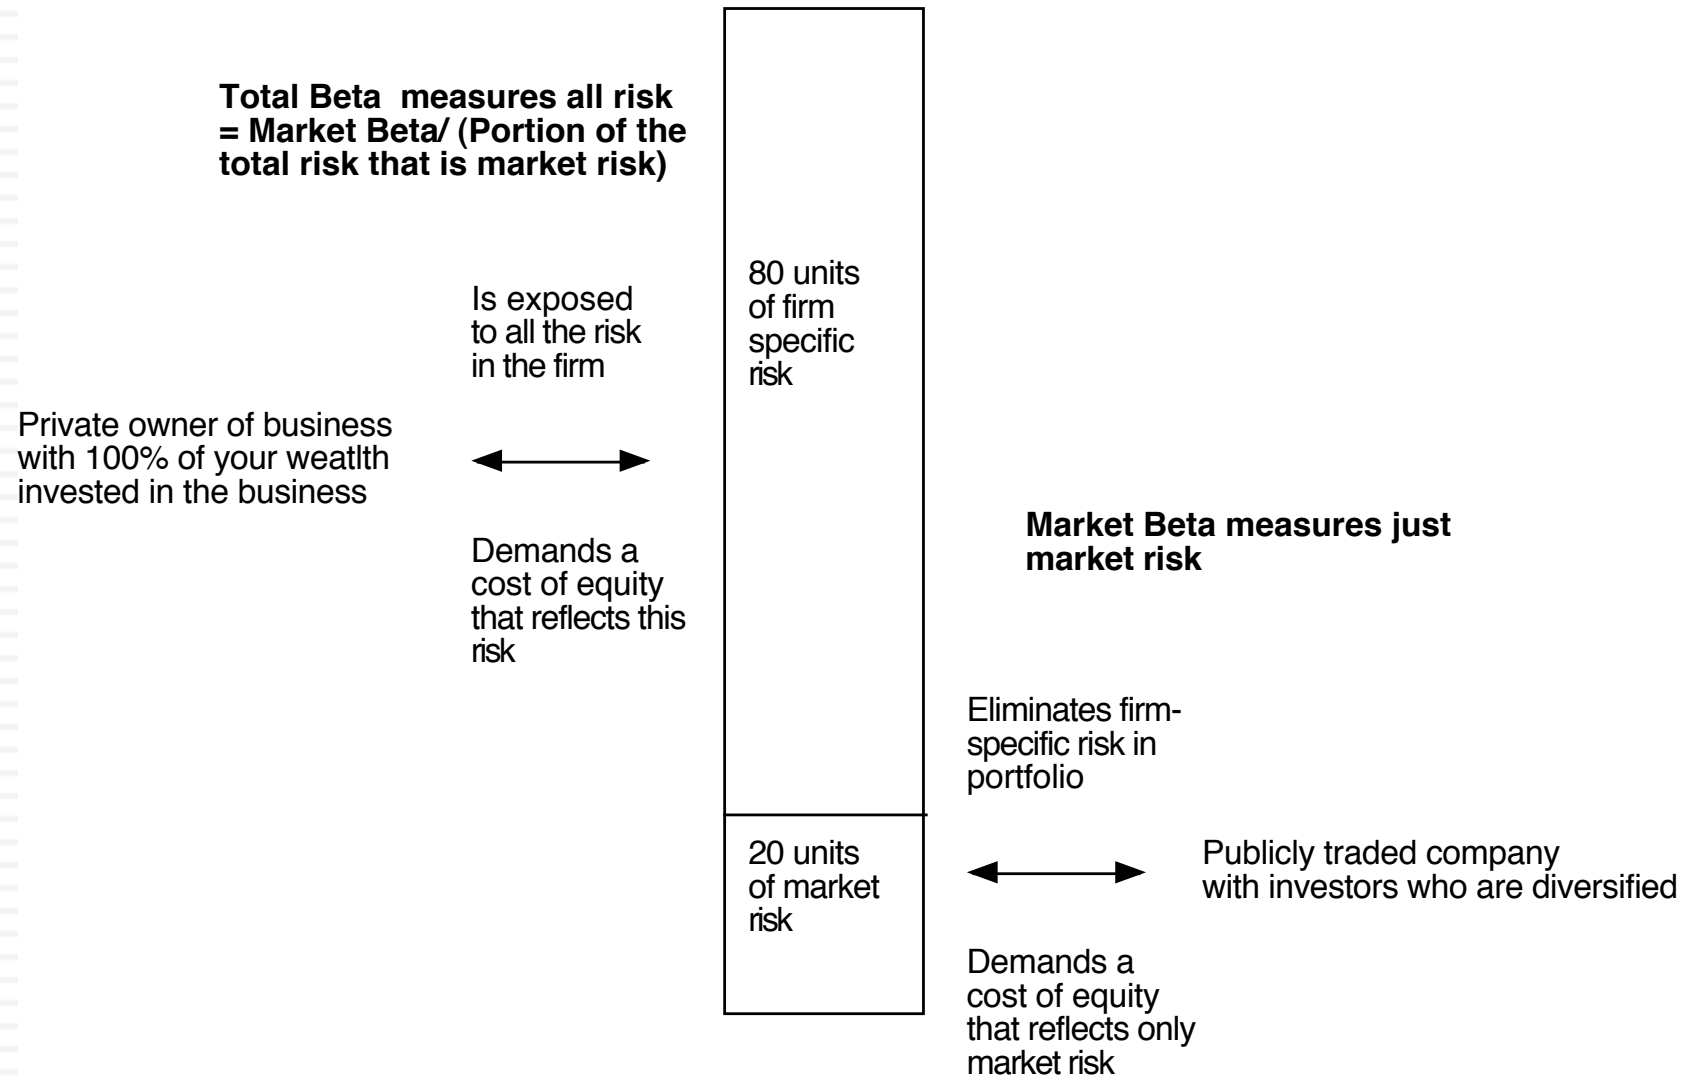 Total Beta  measures all risk
= Market Beta/ (Portion of the
total risk that is market risk)
80 units
of firm
specific
risk
Is exposed
to all the risk
in the firm
Private owner of business
with 100% of your weatlth
invested in the business
Demands a
cost of equity
that reflects this
risk
Market Beta measures just
market risk
Eliminates firm-
specific risk in
portfolio
20 units
of market
risk
Publicly traded company
with investors who are diversified
Demands a
cost of equity
that reflects only
market risk